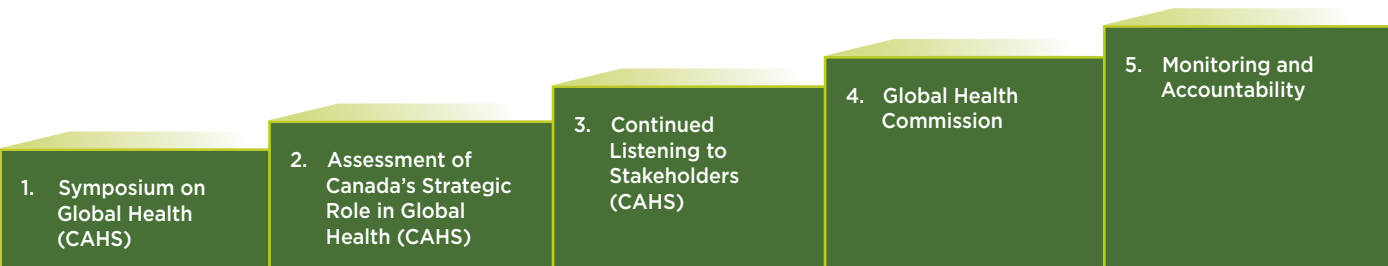 1. Symposium on
Global Health
(CAHS)
2. Assessment of
Canada’s Strategic
Role in Global
Health (CAHS)
3. Continued
Listening to
Stakeholders
(CAHS)
4. Global Health
Commission
5. Monitoring and
Accountability